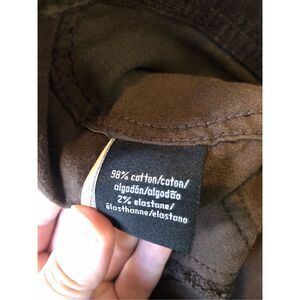 98% cotton/coton/
algodón/algodão
2% elastane/
élasthanne/elastano